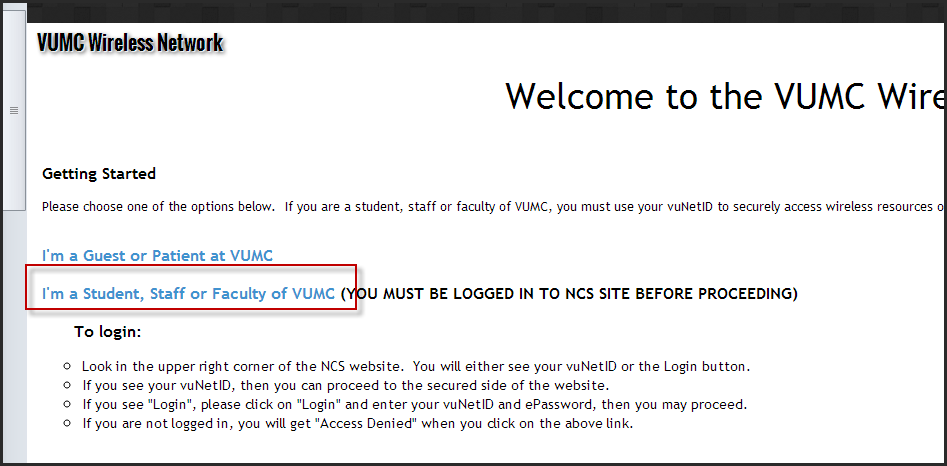 VUMC Wireless Network
Welcome to the VUMC Wire
Getting Started
Please choose one of the options below.  If you are a student, staff or faculty of VUMC, you must use your vuNetID to securely access wireless resources o
I'm a Guest or Patient at VUMC
I'm a Student, Staff or Faculty of VUMC (YOU MUST BE LOGGED IN TO NCS SITE BEFORE PROCEEDING)
To login:
Look in the upper right corner of the NCS website.  You will either see your vuNetID or the Login button.
If you see your vuNetID, then you can proceed to the secured side of the website.
If you see "Login", please click on "Login" and enter your vuNetID and ePassword, then you may proceed.
If you are not logged in, you will get "Access Denied" when you click on the above link.